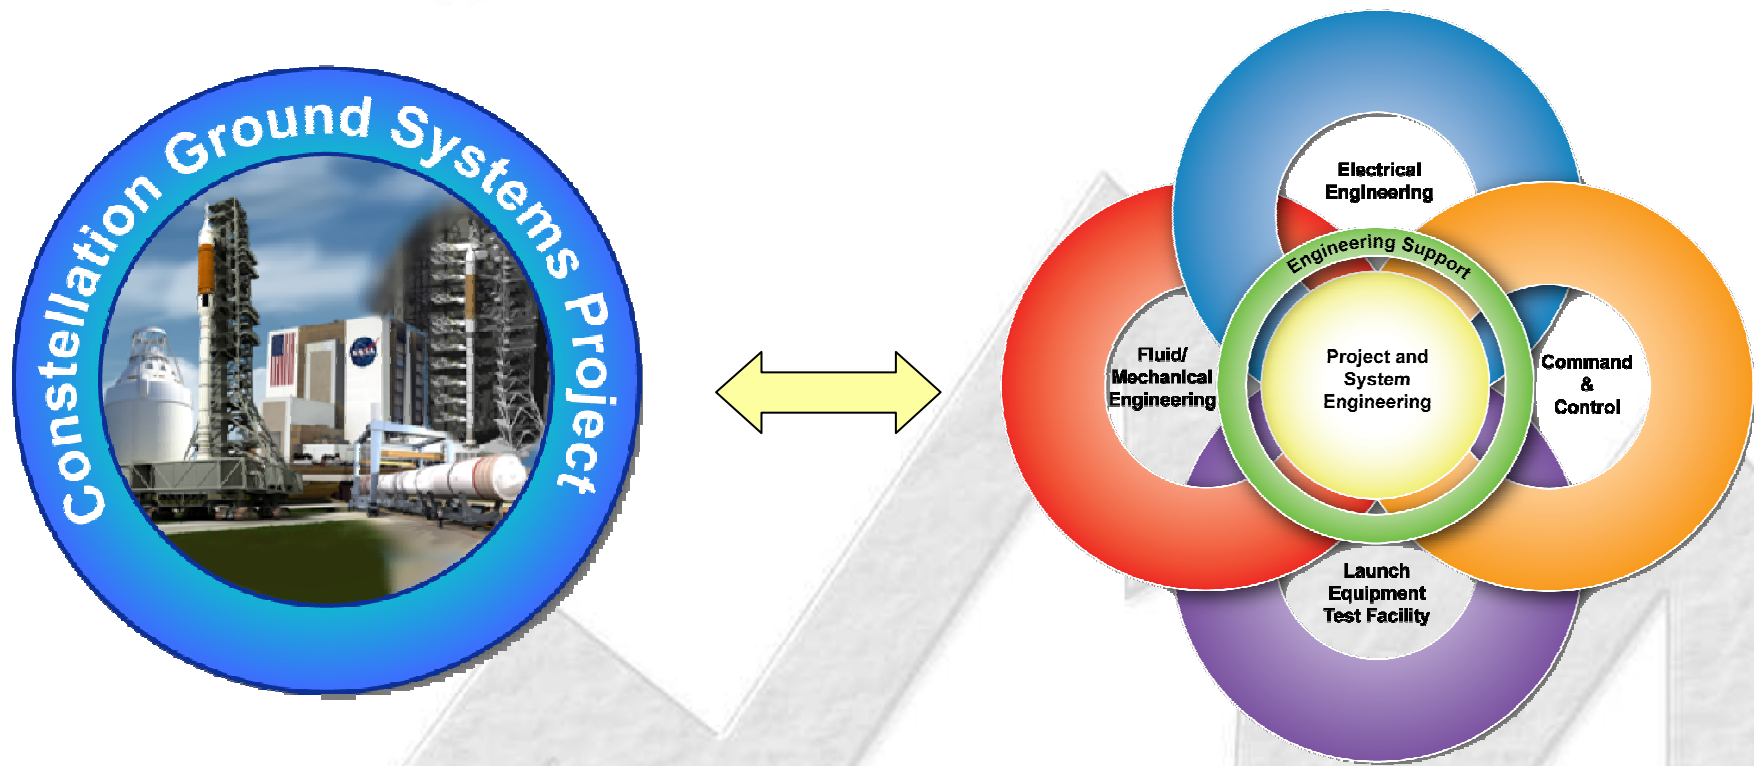 Constellation Ground Systems Project
NASA
Electrical
Engineering
Engineering Support
Fluid/
Mechanical
Engineering
Project and
System
Engineering
Command
&
Control
Launch
Equipment
Test Facility